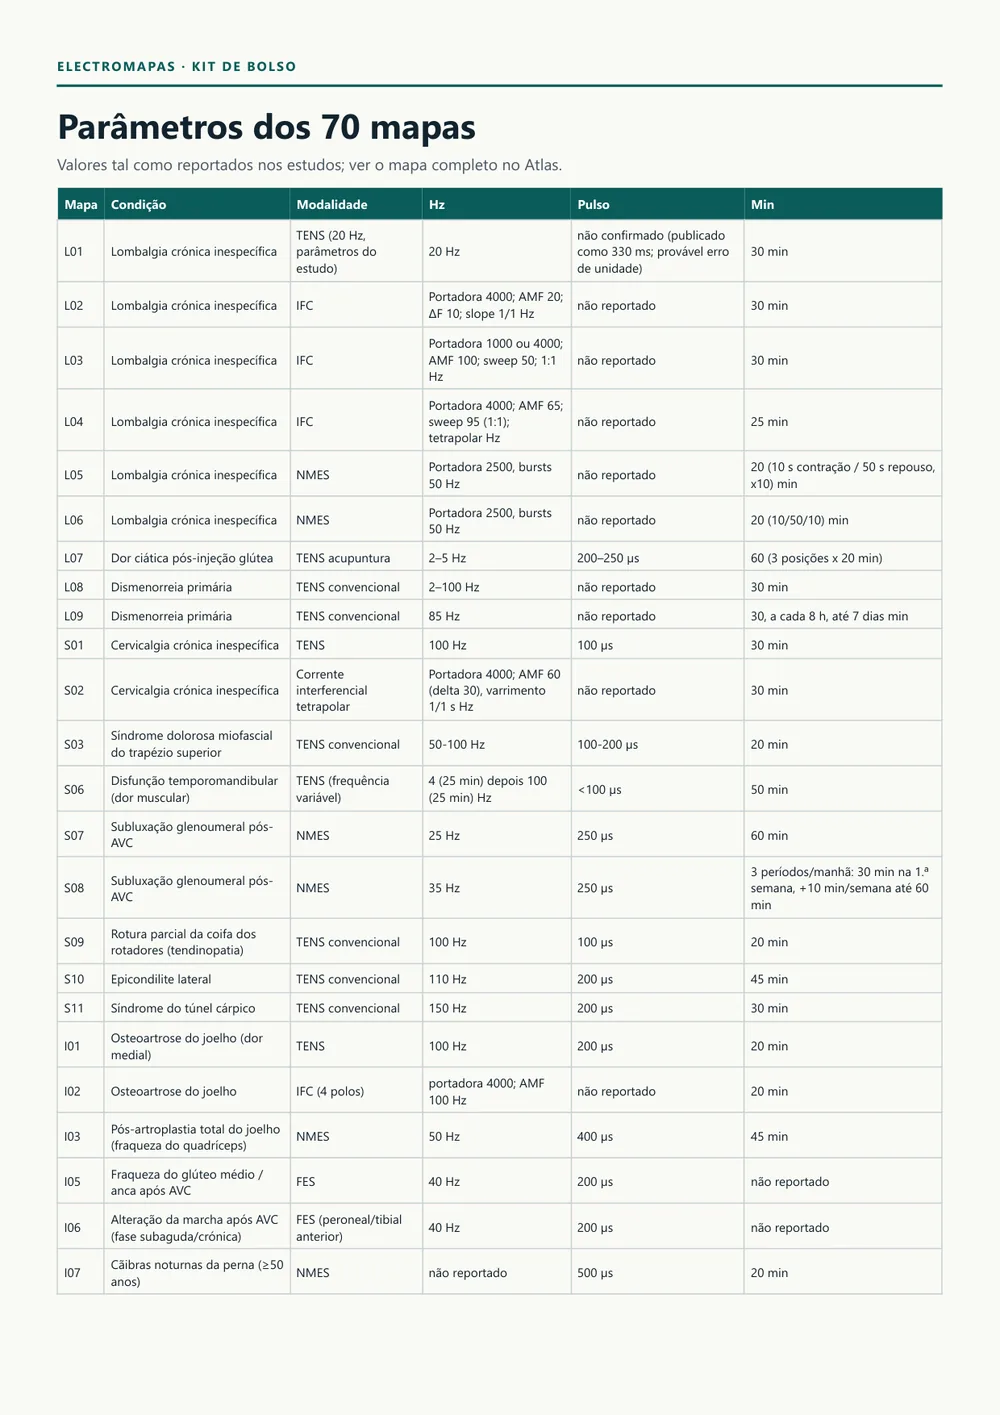 ELECTROMAPAS · KIT DE BOLSO
Parâmetros dos 70 mapas
Valores tal como reportados nos estudos; ver o mapa completo no Atlas.
Mapa Condição Modalidade Hz Pulso Min
L01 Lombalgia crónica inespecífica TENS (20 Hz, parâmetros do estudo) 20 Hz não confirmado (publicado como 330 ms; provável erro de unidade) 30 min
L02 Lombalgia crónica inespecífica IFC Portadora 4000; AMF 20; ΔF 10; slope 1/1 Hz não reportado 30 min
L03 Lombalgia crónica inespecífica IFC Portadora 1000 ou 4000; AMF 100; sweep 50; 1:1 Hz não reportado 30 min
L04 Lombalgia crónica inespecífica IFC Portadora 4000; AMF 65; sweep 95 (1:1); tetrapolar Hz não reportado 25 min
L05 Lombalgia crónica inespecífica NMES Portadora 2500, bursts 50 Hz não reportado 20 (10 s contração / 50 s repouso, x10) min
L06 Lombalgia crónica inespecífica NMES Portadora 2500, bursts 50 Hz não reportado 20 (10/50/10) min
L07 Dor ciática pós-injeção glútea TENS acupuntura 2–5 Hz 200–250 µs 60 (3 posições x 20 min)
L08 Dismenorreia primária TENS convencional 2–100 Hz não reportado 30 min
L09 Dismenorreia primária TENS convencional 85 Hz não reportado 30, a cada 8 h, até 7 dias min
S01 Cervicalgia crónica inespecífica TENS 100 Hz 100 µs 30 min
S02 Cervicalgia crónica inespecífica Corrente interferencial tetrapolar Portadora 4000; AMF 60 (delta 30), varrimento 1/1 s Hz não reportado 30 min
S03 Síndrome dolorosa miofascial do trapézio superior TENS convencional 50-100 Hz 100-200 µs 20 min
S06 Disfunção temporomandibular (dor muscular) TENS (frequência variável) 4 (25 min) depois 100 (25 min) Hz <100 µs 50 min
S07 Subluxação glenoumeral pós-AVC NMES 25 Hz 250 µs 60 min
S08 Subluxação glenoumeral pós-AVC NMES 35 Hz 250 µs 3 períodos/manhã: 30 min na 1.ª semana, +10 min/semana até 60 min
S09 Rotura parcial da coifa dos rotadores (tendinopatia) TENS convencional 100 Hz 100 µs 20 min
S10 Epicondilite lateral TENS convencional 110 Hz 200 µs 45 min
S11 Síndrome do túnel cárpico TENS convencional 150 Hz 200 µs 30 min
I01 Osteoartrose do joelho (dor medial) TENS 100 Hz 200 µs 20 min
I02 Osteoartrose do joelho IFC (4 polos) portadora 4000; AMF 100 Hz não reportado 20 min
I03 Pós-artroplastia total do joelho (fraqueza do quadríceps) NMES 50 Hz 400 µs 45 min
I05 Fraqueza do glúteo médio / anca após AVC FES 40 Hz 200 µs não reportado
I06 Alteração da marcha após AVC (fase subaguda/crónica) FES (peroneal/tibial anterior) 40 Hz 200 µs não reportado
I07 Cãibras noturnas da perna (≥50 anos) NMES não reportado 500 µs 20 min